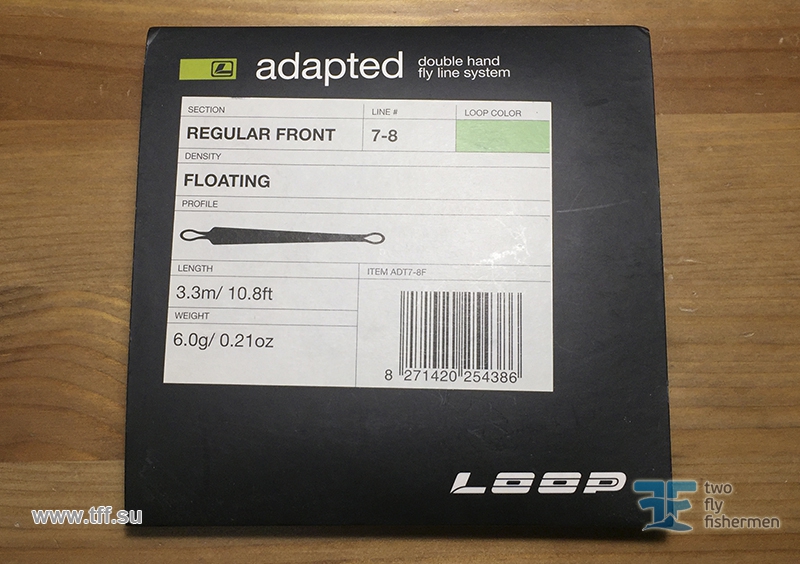 adapted
double hand
fly line system
SECTION
REGULAR FRONT
LINE #
7-8
LOOP COLOR
DENSITY
FLOATING
PROFILE
LENGTH
3.3m/ 10.8ft
WEIGHT
6.0g/ 0.21oz
ITEM ADT7-8F
8 271420 254386
LOOP
www.tff.su
two
fly
fishermen